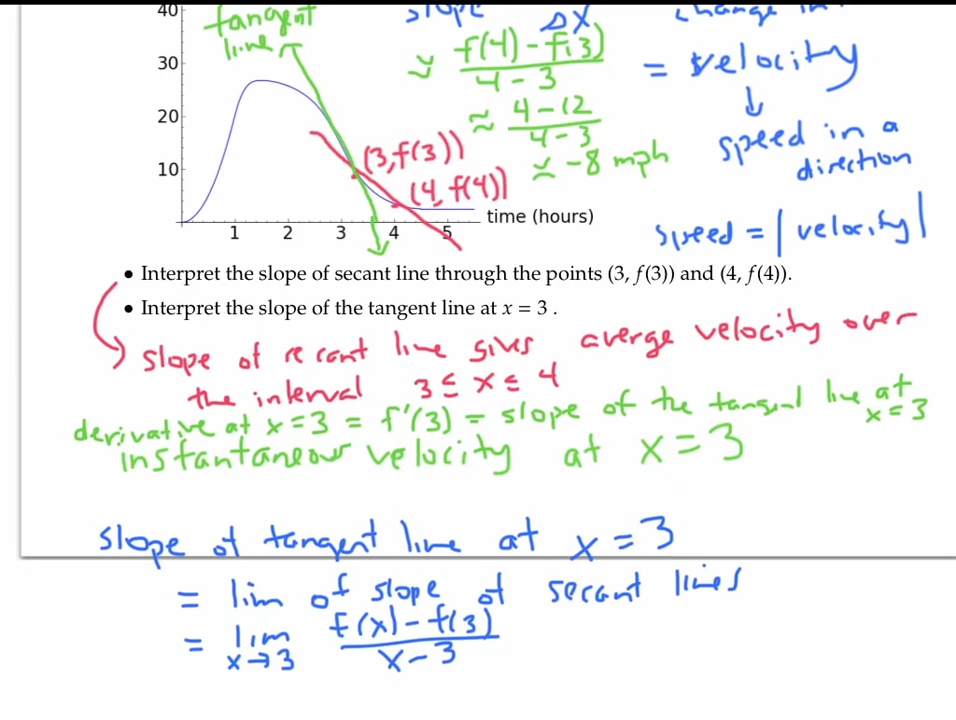 40
30
20
10
1 2 3 4 5
time (hours)
tangent
line
(3,f(3))
(4,f(4))
slope
Δx
≈ f(4) - f(3)
4 - 3
≈ 4 - 12
4 - 3
≈ -8 mph
change in
= velocity
↓
speed in a
direction
speed = | velocity |
• Interpret the slope of secant line through the points (3, f(3)) and (4, f(4)).
• Interpret the slope of the tangent line at x = 3 .
slope of secant line gives averge velocity over
the interval 3 ≤ x ≤ 4
derivative at x=3 = f'(3) = slope of the tangent line at
x = 3
instantaneous velocity at x = 3
slope of tangent line at x = 3
= lim of slope of secant lines
= lim f(x) - f(3)
x→3 x - 3